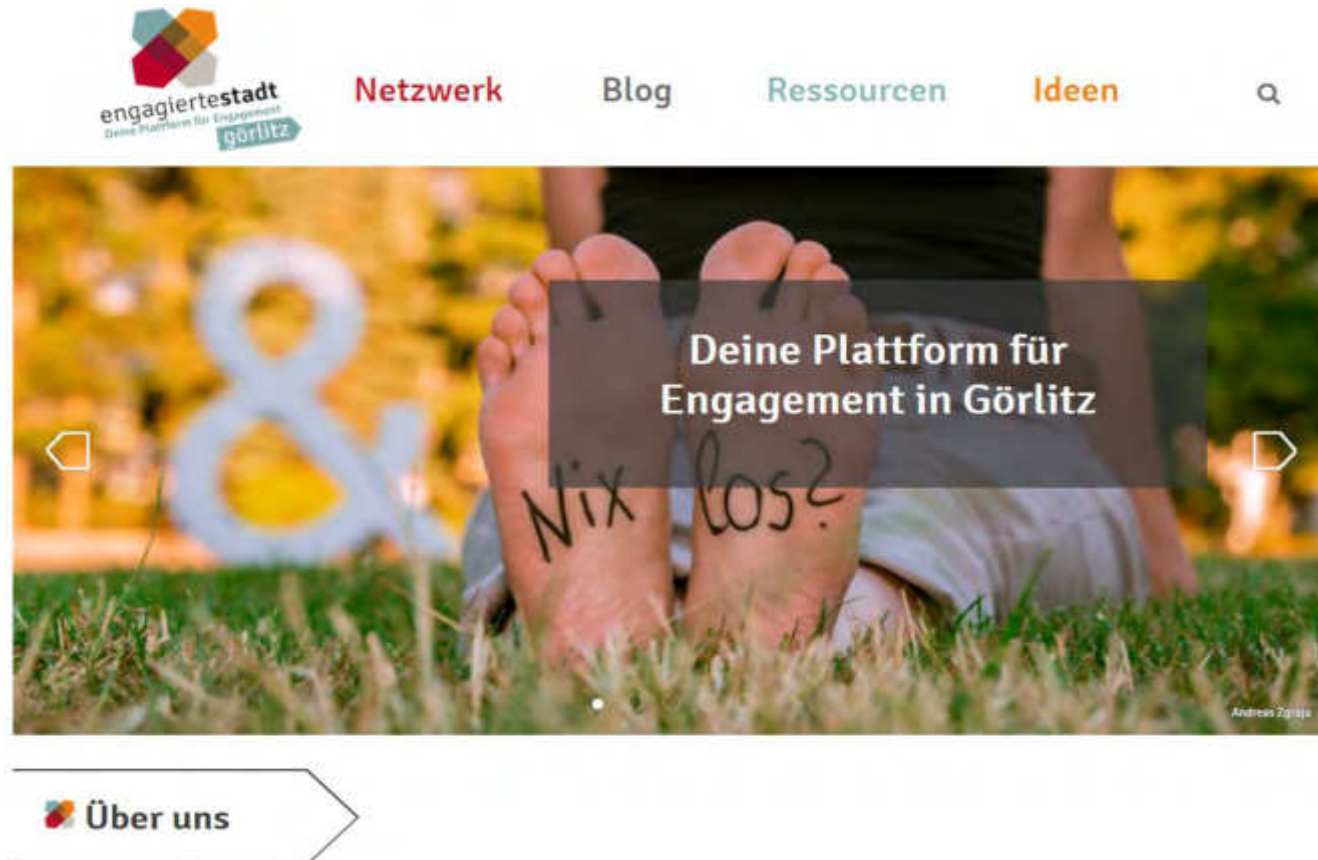 engagiertestadt
Deine Plattform für Engagement
görlitz
Netzwerk
Blog
Ressourcen
Ideen
Deine Plattform für
Engagement in Görlitz
Nix los?
Andreas Zgraja
Über uns